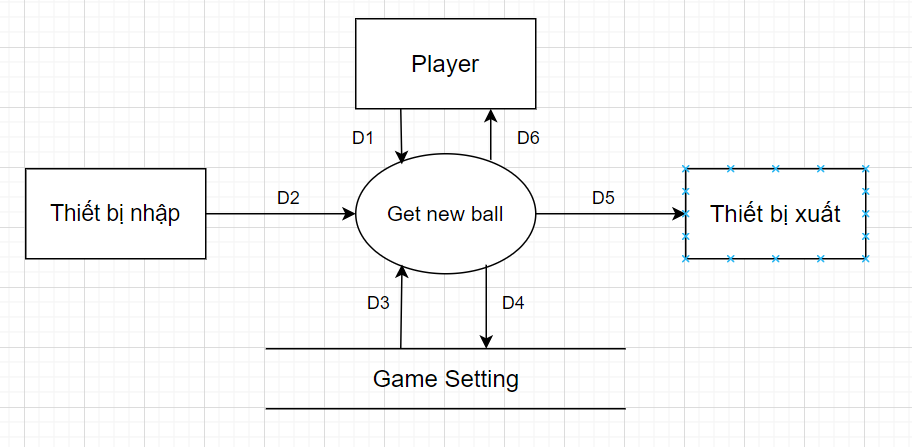 Player
D1
D6
Thiết bị nhập
D2
Get new ball
D5
Thiết bị xuất
D3
D4
Game Setting